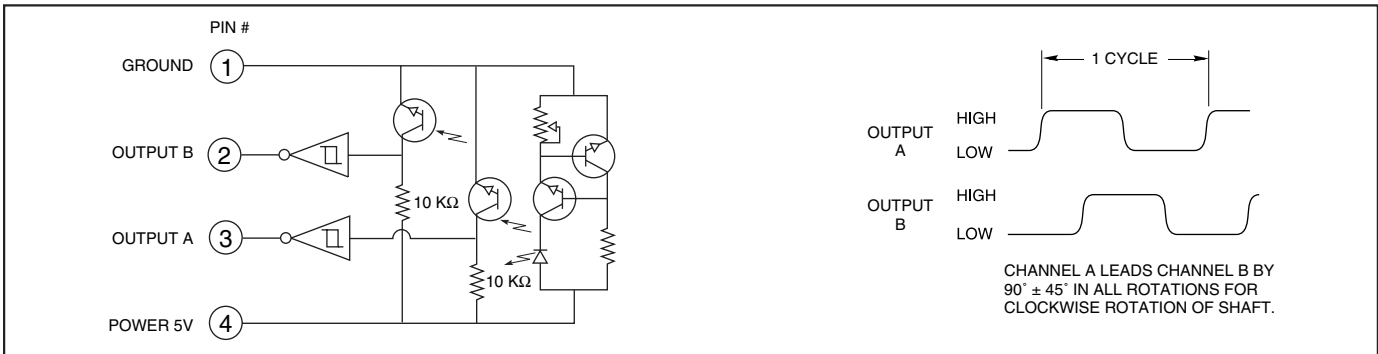 PIN #
GROUND 1
OUTPUT B 2
OUTPUT A 3
POWER 5V 4
10 KΩ
10 KΩ
1 CYCLE
OUTPUT
A
HIGH
LOW
OUTPUT
B
HIGH
LOW
CHANNEL A LEADS CHANNEL B BY
90° ± 45° IN ALL ROTATIONS FOR
CLOCKWISE ROTATION OF SHAFT.